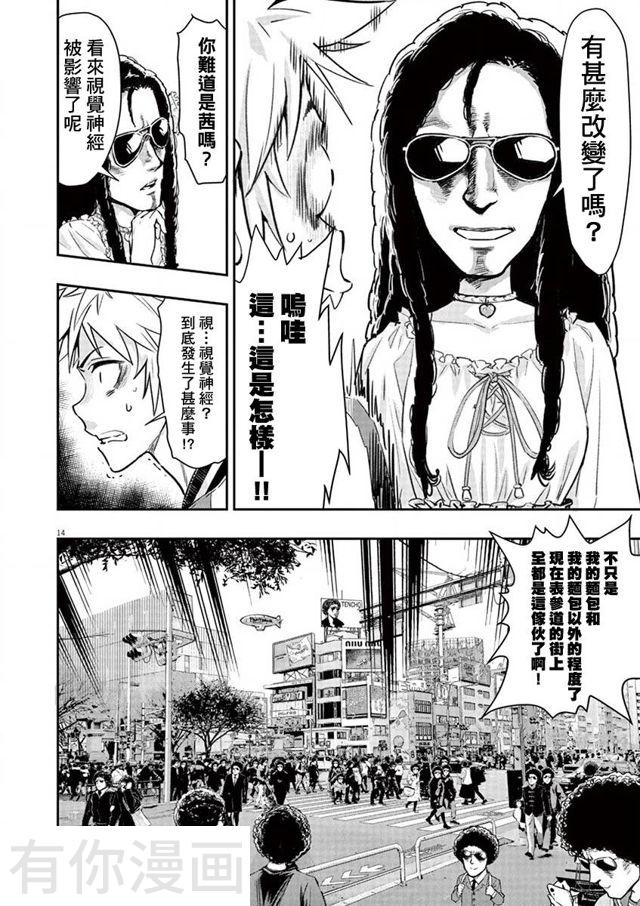 有甚麼改變了嗎？
嗚哇
這…這是怎樣ー!!
你難道是茜嗎？
看來視覺神經
被影響了呢
視…視覺神經？
到底發生了甚麼事!?
14
不只是
我的麵包和
我的麵包以外的程度了
現在表參道的街上
全都是這傢伙了啊！
TENCHO
有你漫画